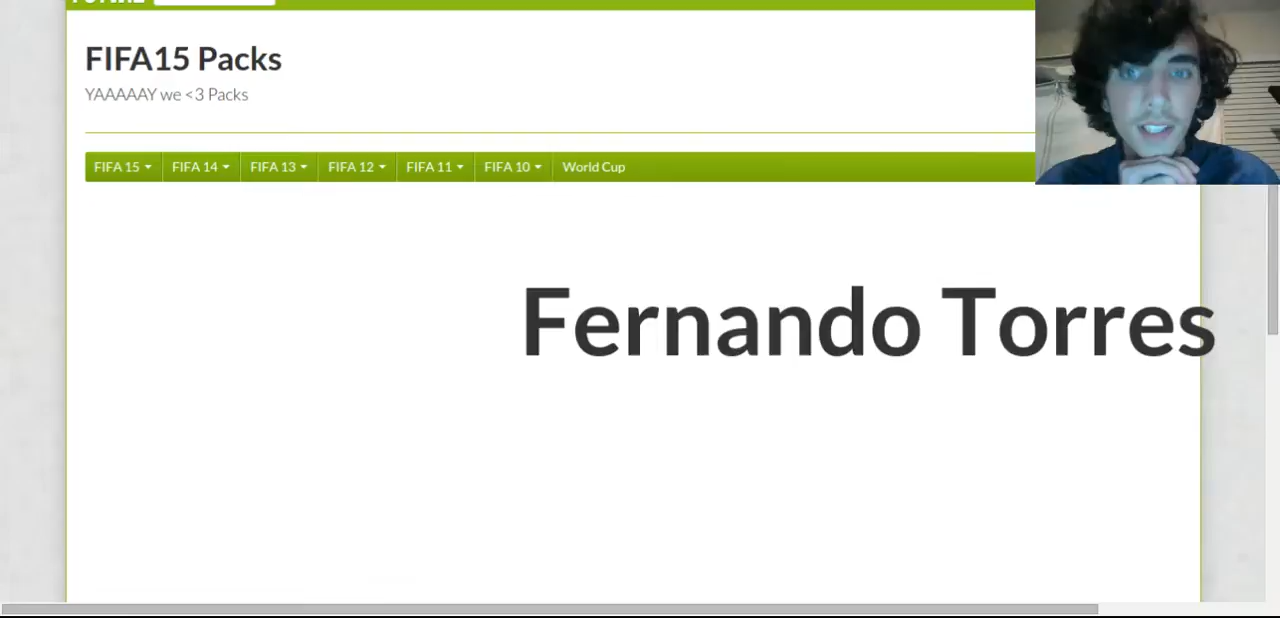 FIFA15 Packs
YAAAAAY we <3 Packs
FIFA 15 FIFA 14 FIFA 13 FIFA 12 FIFA 11 FIFA 10 World Cup
Fernando Torres